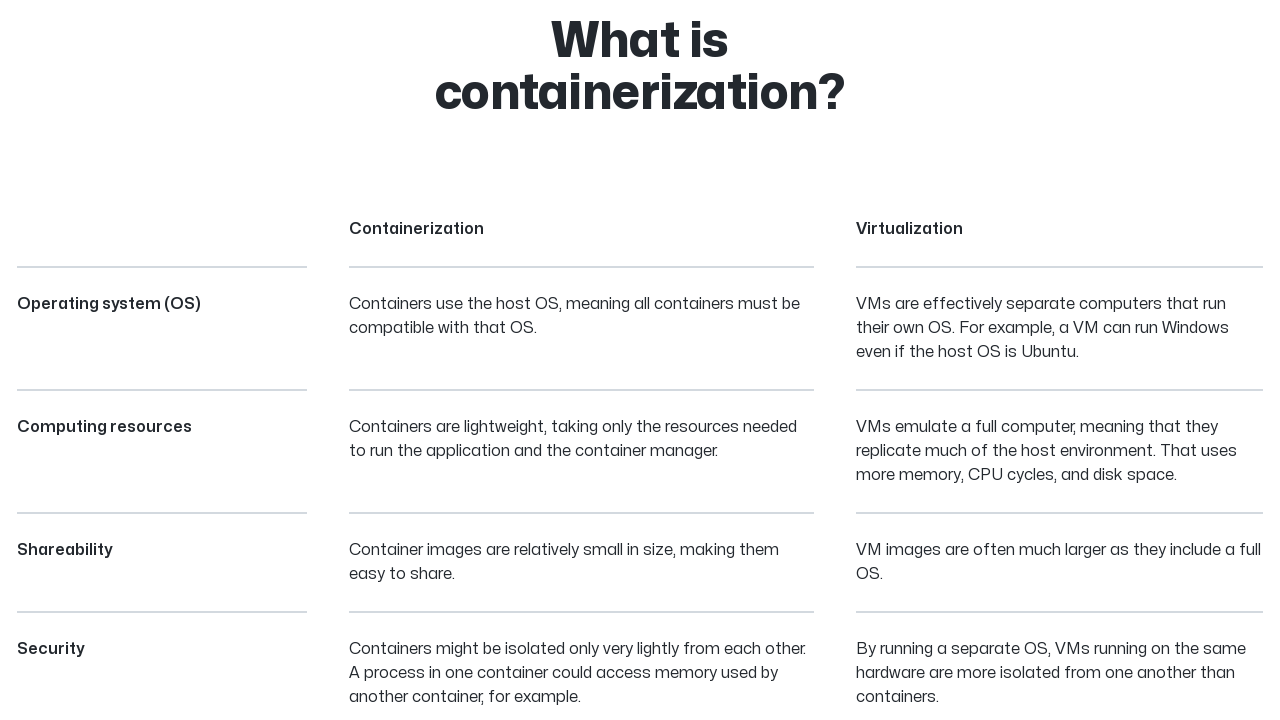 What is
containerization?
Containerization
Virtualization
Operating system (OS)
Containers use the host OS, meaning all containers must be
compatible with that OS.
VMs are effectively separate computers that run
their own OS. For example, a VM can run Windows
even if the host OS is Ubuntu.
Computing resources
Containers are lightweight, taking only the resources needed
to run the application and the container manager.
VMs emulate a full computer, meaning that they
replicate much of the host environment. That uses
more memory, CPU cycles, and disk space.
Shareability
Container images are relatively small in size, making them
easy to share.
VM images are often much larger as they include a full
OS.
Security
Containers might be isolated only very lightly from each other.
A process in one container could access memory used by
another container, for example.
By running a separate OS, VMs running on the same
hardware are more isolated from one another than
containers.